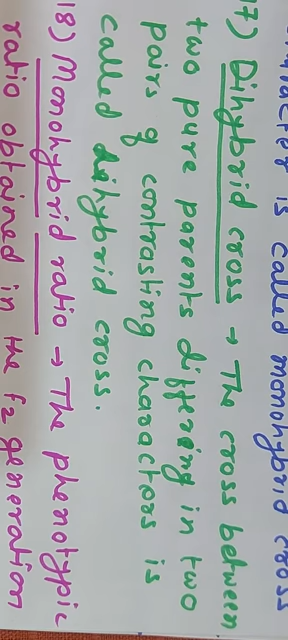 character is called monohybrid cross
17) Dihybrid cross → The cross between
two pure parents differing in two
pairs of contrasting charactors is
called dihybrid cross.
18) Monohybrid ratio → The phenotypic
ratio obtained in the f2 generation